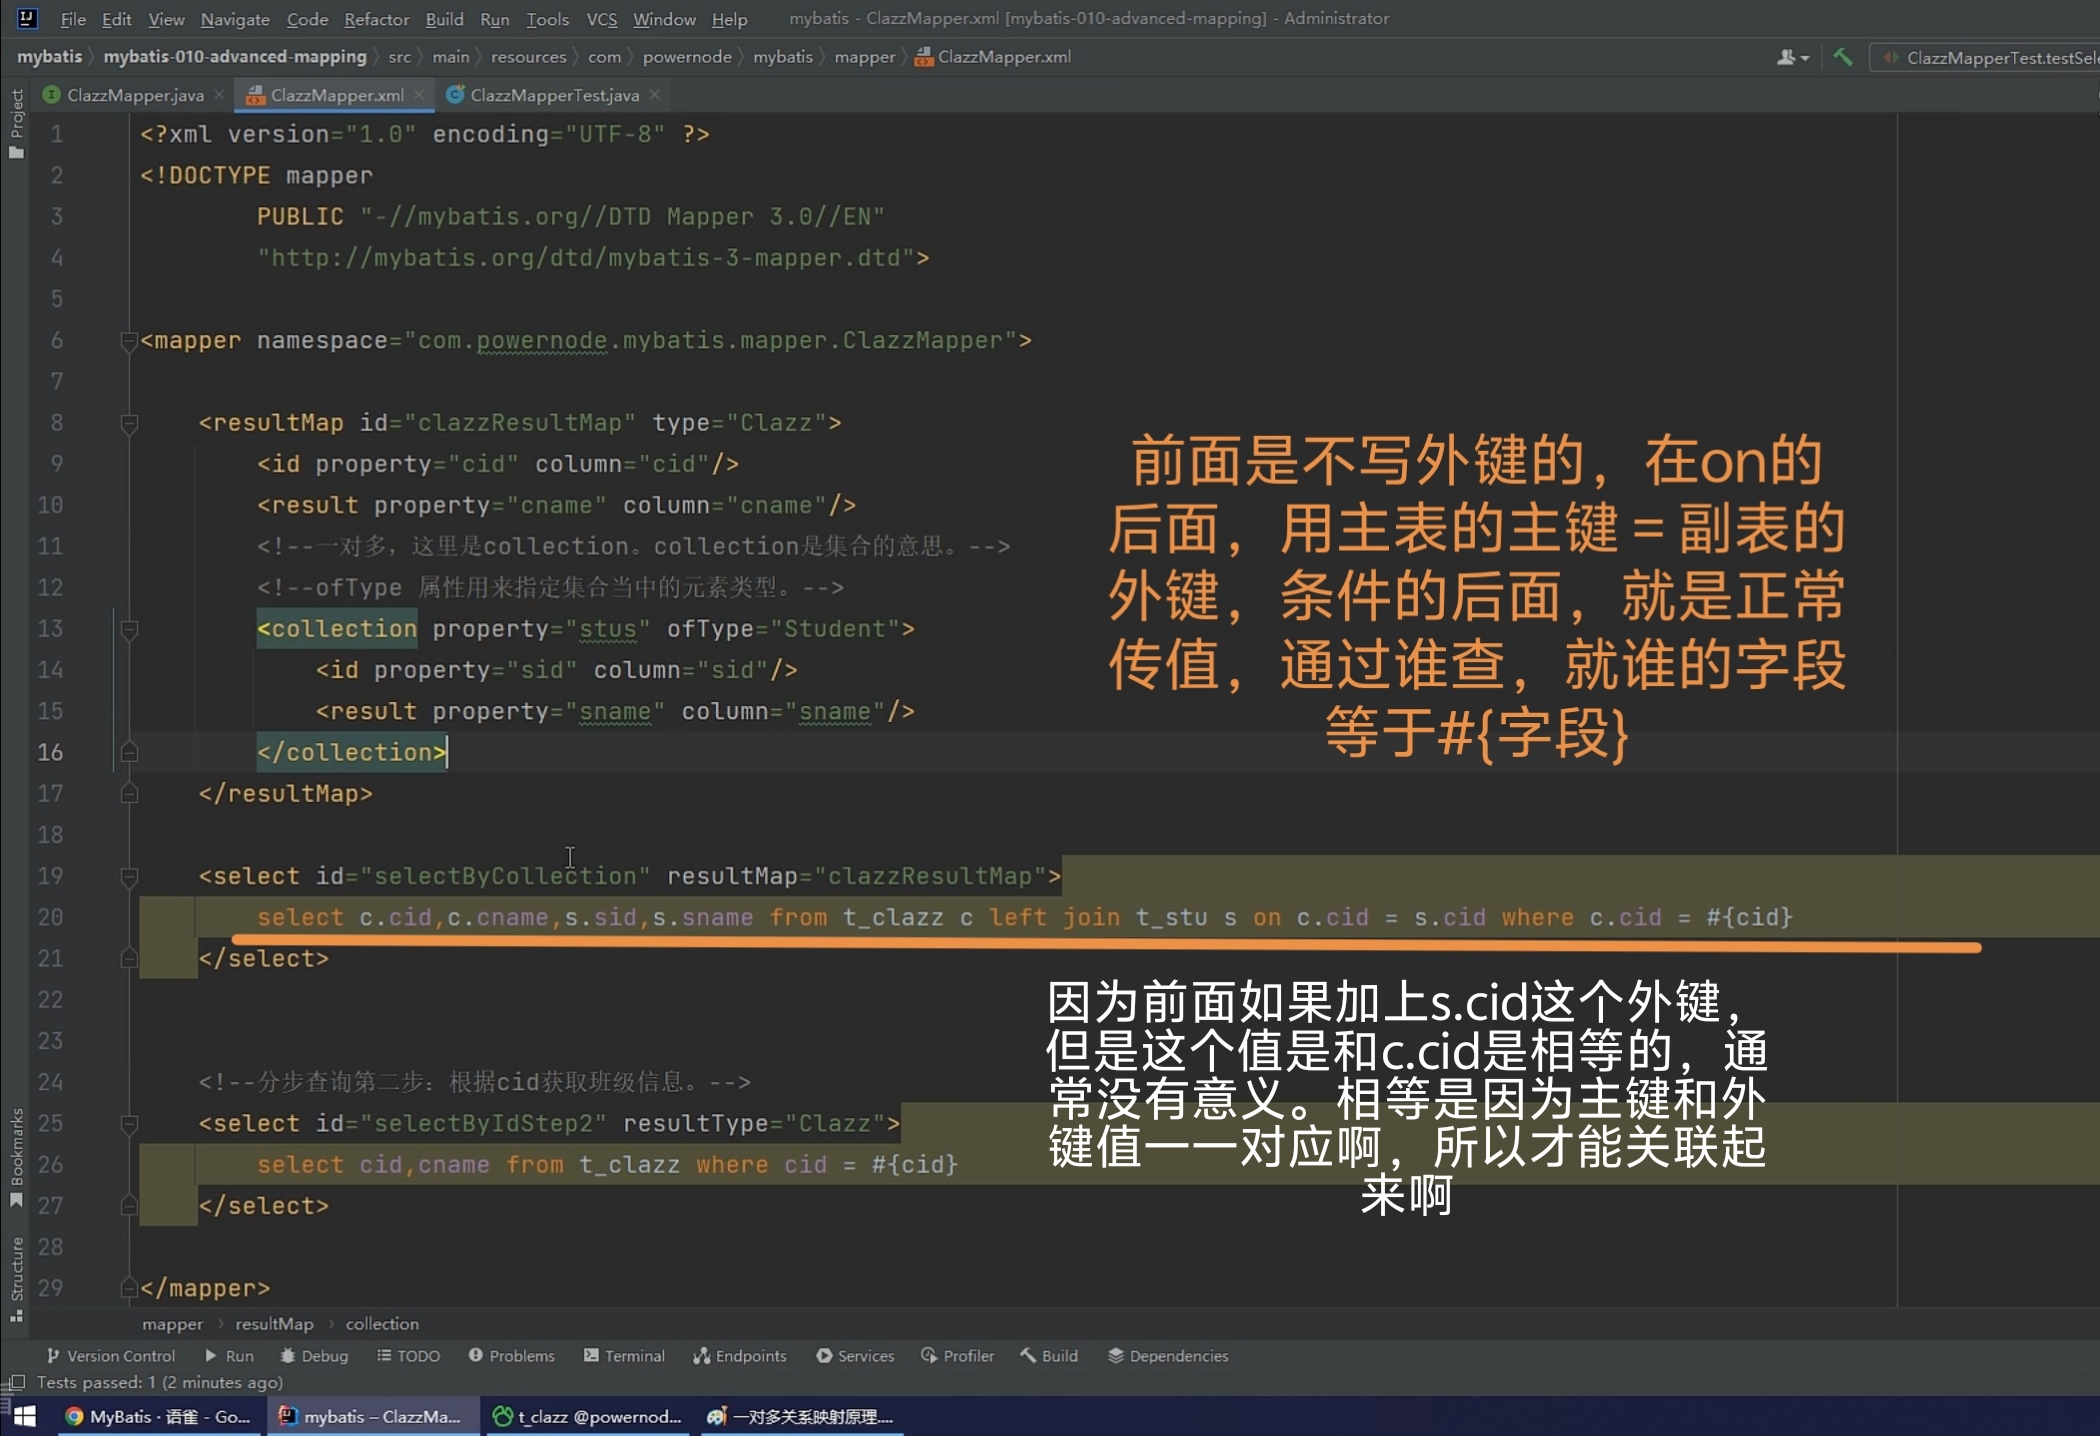 File Edit View Navigate Code Refactor Build Run Tools VCS Window Help mybatis - ClazzMapper.xml [mybatis-010-advanced-mapping] - Administrator
mybatis mybatis-010-advanced-mapping src main resources com powernode mybatis mapper ClazzMapper.xml ClazzMapperTest.testSele
ClazzMapper.java ClazzMapper.xml ClazzMapperTest.java
Project
1 <?xml version="1.0" encoding="UTF-8" ?>
2 <!DOCTYPE mapper
3 PUBLIC "-//mybatis.org//DTD Mapper 3.0//EN"
4 "http://mybatis.org/dtd/mybatis-3-mapper.dtd">
5
6 <mapper namespace="com.powernode.mybatis.mapper.ClazzMapper">
7
8 <resultMap id="clazzResultMap" type="Clazz">
9 <id property="cid" column="cid"/>
10 <result property="cname" column="cname"/>
11 <!--一对多，这里是collection。collection是集合的意思。-->
12 <!--ofType 属性用来指定集合当中的元素类型。-->
13 <collection property="stus" ofType="Student">
14 <id property="sid" column="sid"/>
15 <result property="sname" column="sname"/>
16 </collection>
17 </resultMap>
18
19 <select id="selectByCollection" resultMap="clazzResultMap">
20 select c.cid,c.cname,s.sid,s.sname from t_clazz c left join t_stu s on c.cid = s.cid where c.cid = #{cid}
21 </select>
22
23
24 <!--分步查询第二步：根据cid获取班级信息。-->
25 <select id="selectByIdStep2" resultType="Clazz">
26 select cid,cname from t_clazz where cid = #{cid}
27 </select>
28
29 </mapper>
前面是不写外键的，在on的
后面，用主表的主键＝副表的
外键，条件的后面，就是正常
传值，通过谁查，就谁的字段
等于#{字段}
因为前面如果加上s.cid这个外键，
但是这个值是和c.cid是相等的，通
常没有意义。相等是因为主键和外
键值一一对应啊，所以才能关联起
来啊
Bookmarks
Structure
mapper resultMap collection
Version Control Run Debug TODO Problems Terminal Endpoints Services Profiler Build Dependencies
Tests passed: 1 (2 minutes ago)
MyBatis · 语雀 - Go... mybatis – ClazzMa... t_clazz @powernod... 一对多关系映射原理....